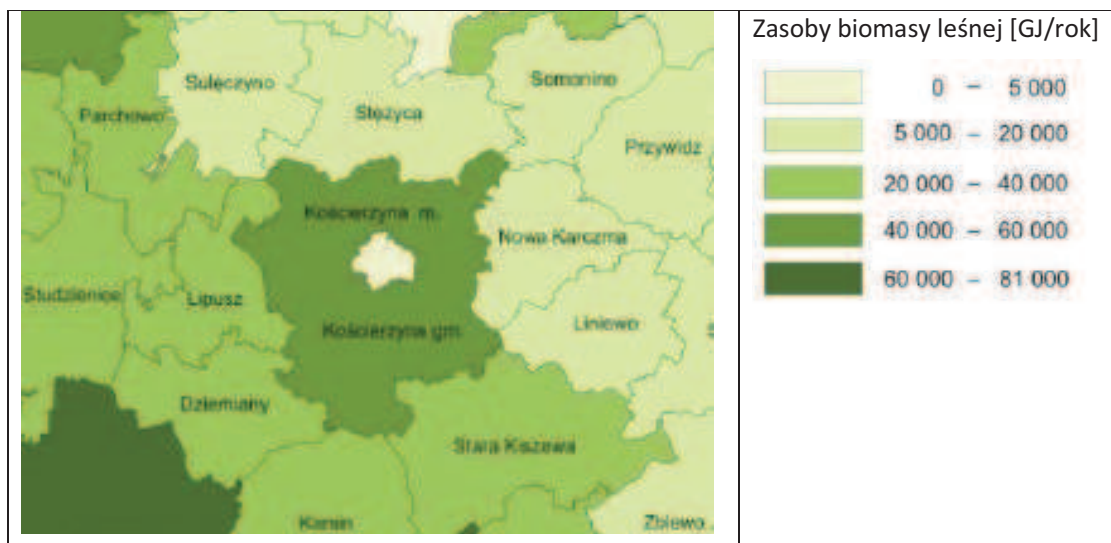 Zasoby biomasy leśnej [GJ/rok]
0 – 5 000
5 000 – 20 000
20 000 – 40 000
40 000 – 60 000
60 000 – 81 000
Sulęczyno
Somonino
Parchowo
Stężyca
Przywidz
Kościerzyna m.
Nowa Karczma
Studzienice
Lipusz
Kościerzyna gm.
Liniewo
Dziemiany
Stara Kiszewa
Karsin
Zblewo